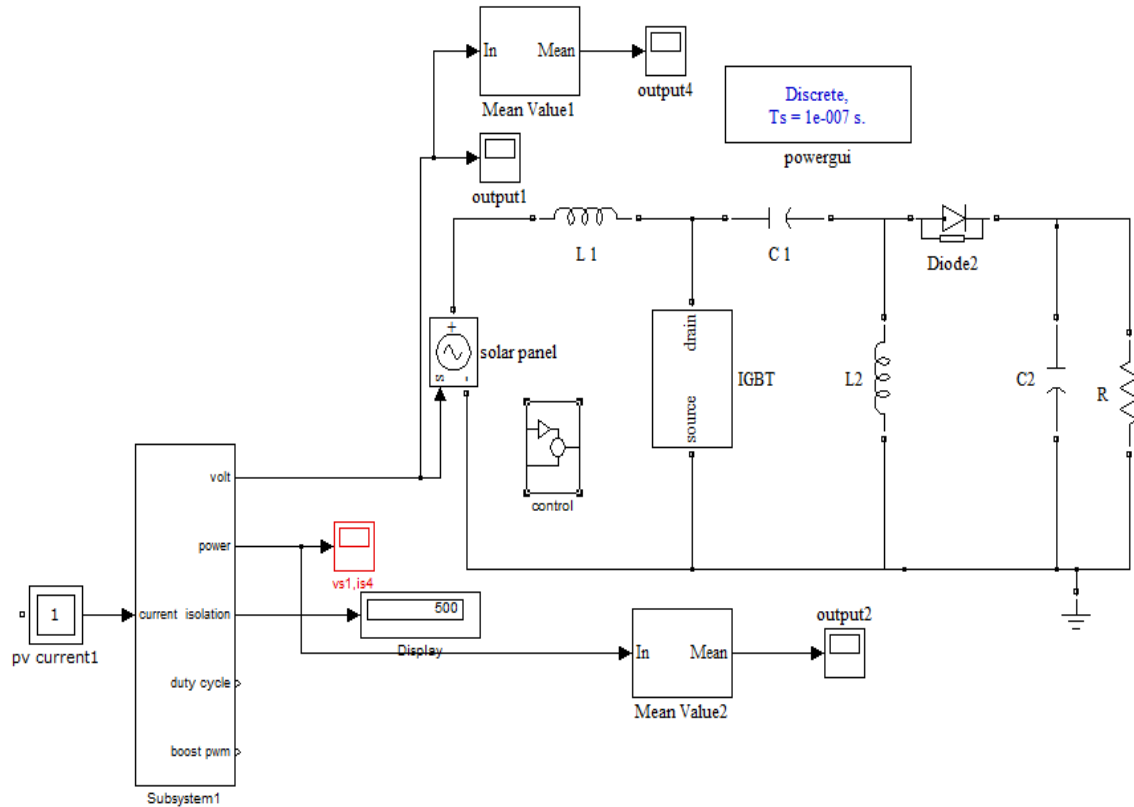 In Mean
Mean Value1
output4
Discrete,
Ts = 1e-007 s.
powergui
output1
L 1
C 1
Diode2
+
s -
solar panel
drain
source
IGBT
L2
C2
R
control
volt
power
current isolation
duty cycle
boost pwm
Subsystem1
vs1,is4
500
Display
1
pv current1
In Mean
Mean Value2
output2